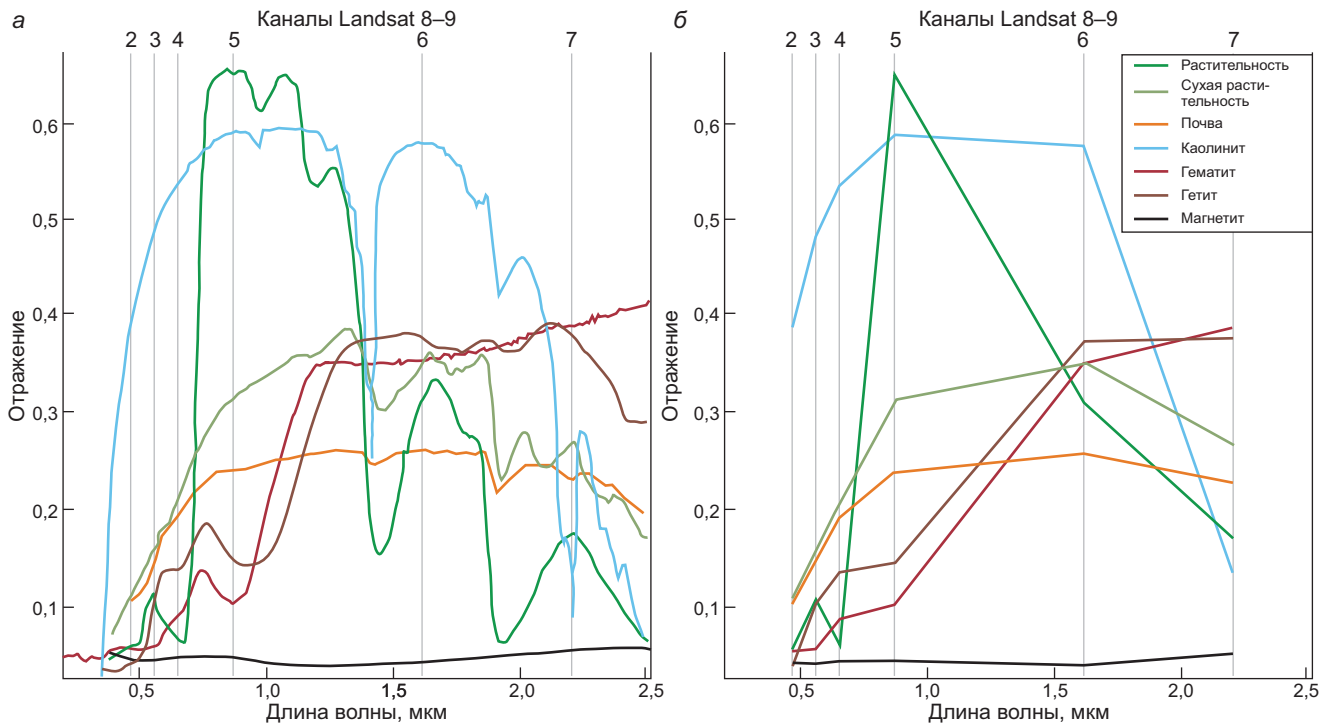 а
Каналы Landsat 8–9
2 3 4 5 6 7
Отражение
0,6
0,5
0,4
0,3
0,2
0,1
0,5 1,0 1,5 2,0 2,5
Длина волны, мкм
б
Каналы Landsat 8–9
2 3 4 5 6 7
Отражение
0,6
0,5
0,4
0,3
0,2
0,1
0,5 1,0 1,5 2,0 2,5
Длина волны, мкм
Растительность
Сухая расти-
тельность
Почва
Каолинит
Гематит
Гетит
Магнетит